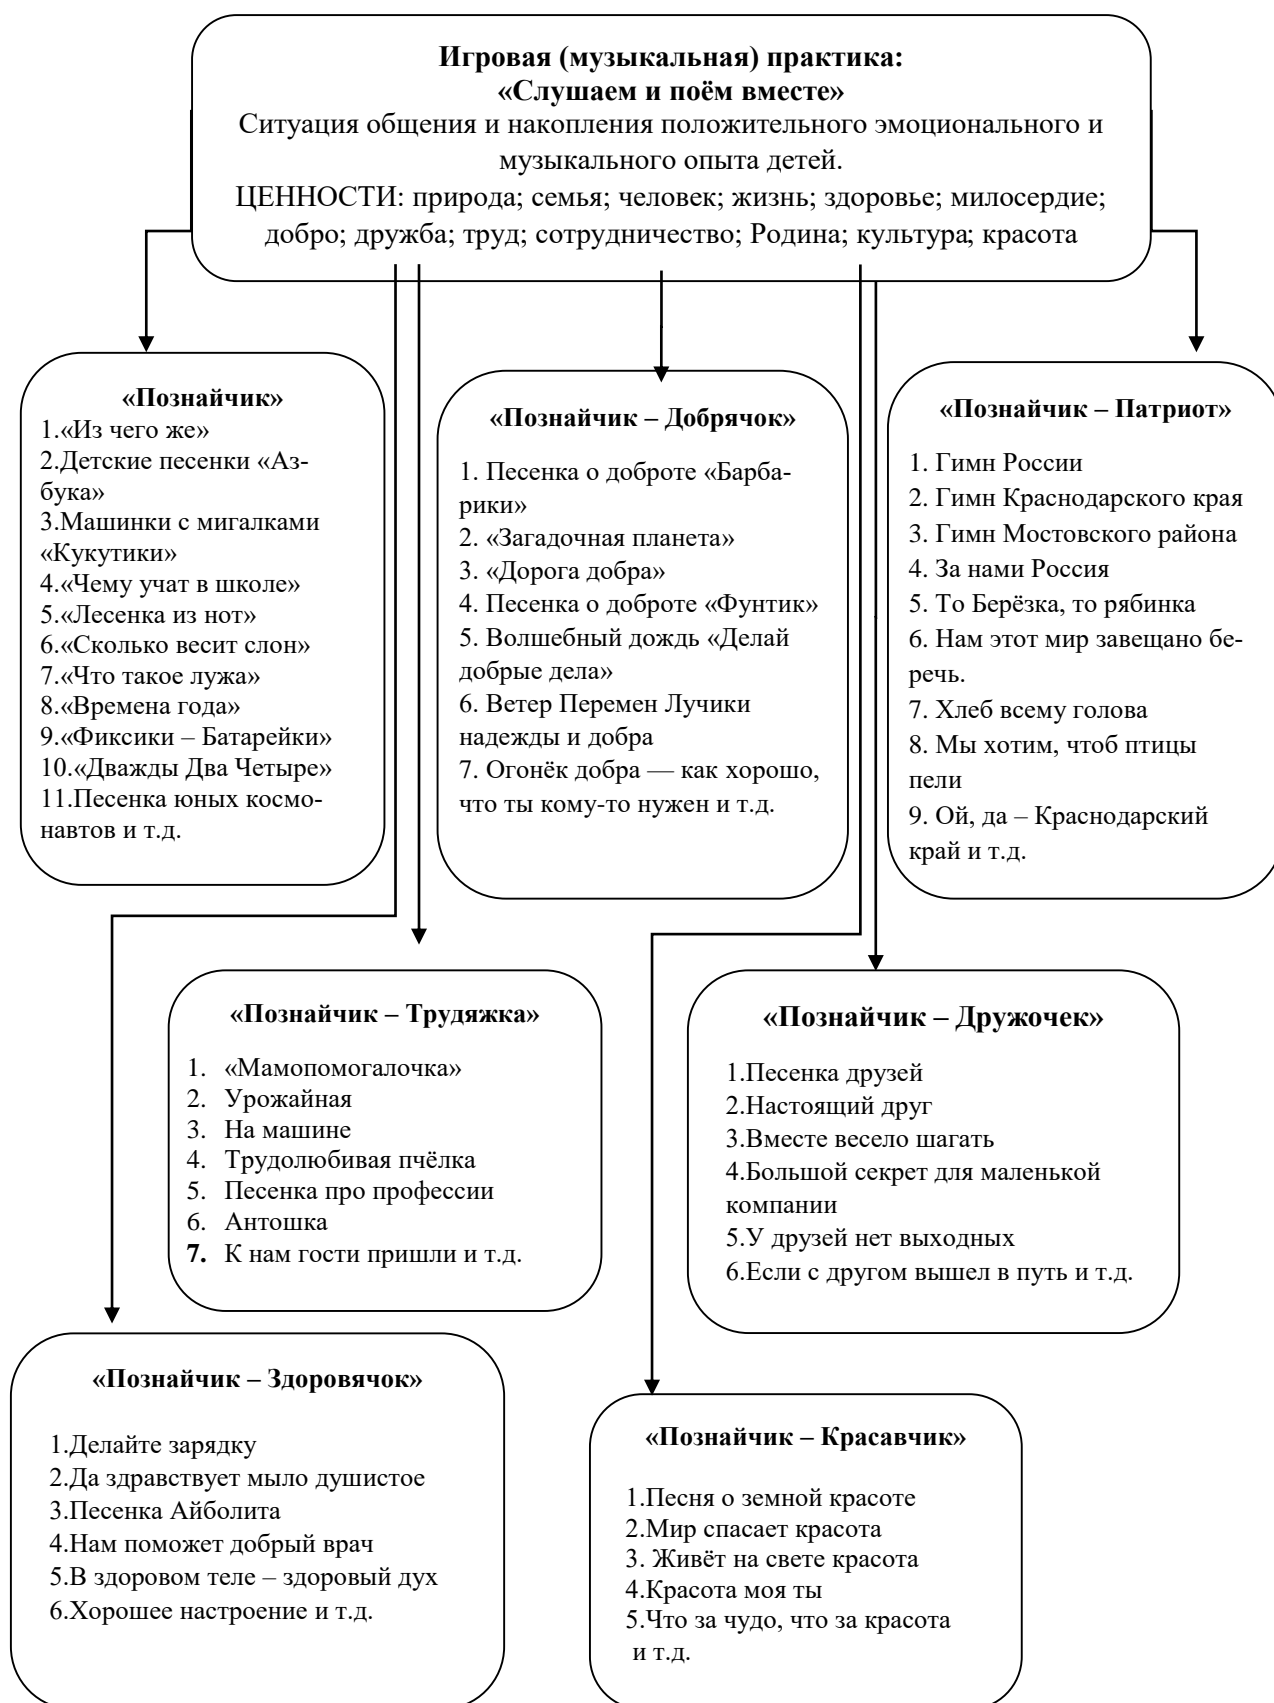 Игровая (музыкальная) практика:
«Слушаем и поём вместе»
Ситуация общения и накопления положительного эмоционального и
музыкального опыта детей.
ЦЕННОСТИ: природа; семья; человек; жизнь; здоровье; милосердие;
добро; дружба; труд; сотрудничество; Родина; культура; красота
«Познайчик»
1.«Из чего же»
2.Детские песенки «Аз-
бука»
3.Машинки с мигалками
«Кукутики»
4.«Чему учат в школе»
5.«Лесенка из нот»
6.«Сколько весит слон»
7.«Что такое лужа»
8.«Времена года»
9.«Фиксики – Батарейки»
10.«Дважды Два Четыре»
11.Песенка юных космо-
навтов и т.д.
«Познайчик – Добрячок»
1. Песенка о доброте «Барба-
рики»
2. «Загадочная планета»
3. «Дорога добра»
4. Песенка о доброте «Фунтик»
5. Волшебный дождь «Делай
добрые дела»
6. Ветер Перемен Лучики
надежды и добра
7. Огонёк добра — как хорошо,
что ты кому-то нужен и т.д.
«Познайчик – Патриот»
1. Гимн России
2. Гимн Краснодарского края
3. Гимн Мостовского района
4. За нами Россия
5. То Берёзка, то рябинка
6. Нам этот мир завещано бе-
речь.
7. Хлеб всему голова
8. Мы хотим, чтоб птицы
пели
9. Ой, да – Краснодарский
край и т.д.
«Познайчик – Трудяжка»
1. «Мамопомогалочка»
2. Урожайная
3. На машине
4. Трудолюбивая пчёлка
5. Песенка про профессии
6. Антошка
7. К нам гости пришли и т.д.
«Познайчик – Дружочек»
1.Песенка друзей
2.Настоящий друг
3.Вместе весело шагать
4.Большой секрет для маленькой
компании
5.У друзей нет выходных
6.Если с другом вышел в путь и т.д.
«Познайчик – Здоровячок»
1.Делайте зарядку
2.Да здравствует мыло душистое
3.Песенка Айболита
4.Нам поможет добрый врач
5.В здоровом теле – здоровый дух
6.Хорошее настроение и т.д.
«Познайчик – Красавчик»
1.Песня о земной красоте
2.Мир спасает красота
3. Живёт на свете красота
4.Красота моя ты
5.Что за чудо, что за красота
и т.д.